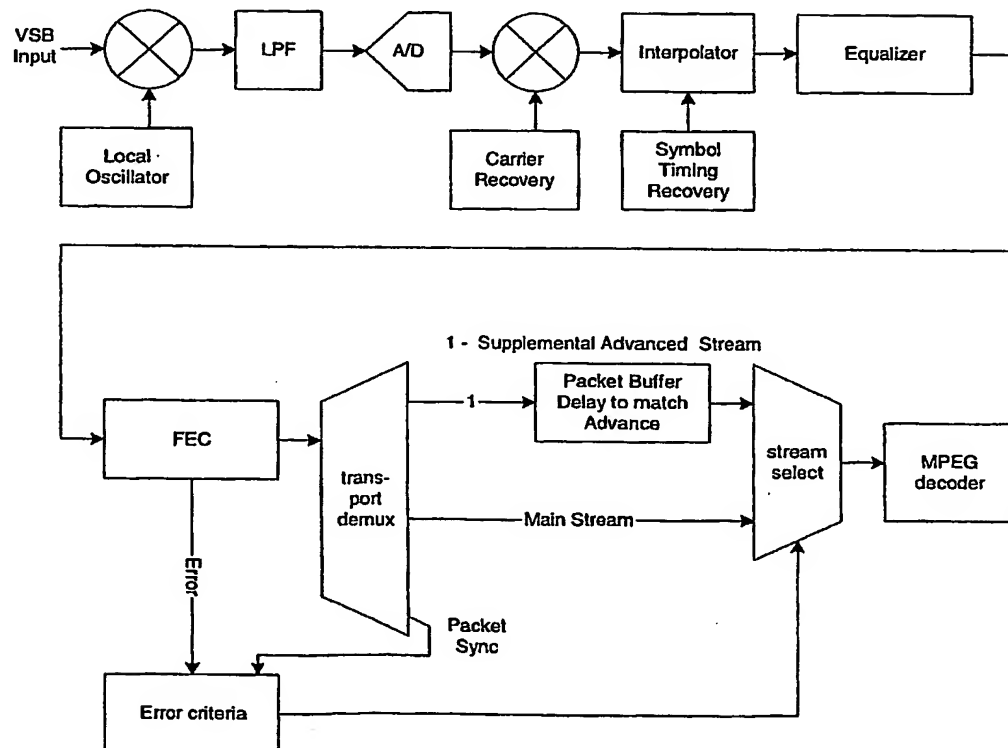 VSB
Input
LPF
A/D
Interpolator
Equalizer
Local
Oscillator
Carrier
Recovery
Symbol
Timing
Recovery
1 - Supplemental Advanced Stream
FEC
trans-
port
demux
1
Packet Buffer
Delay to match
Advance
stream
select
MPEG
decoder
Main Stream
Error
Packet
Sync
Error criteria